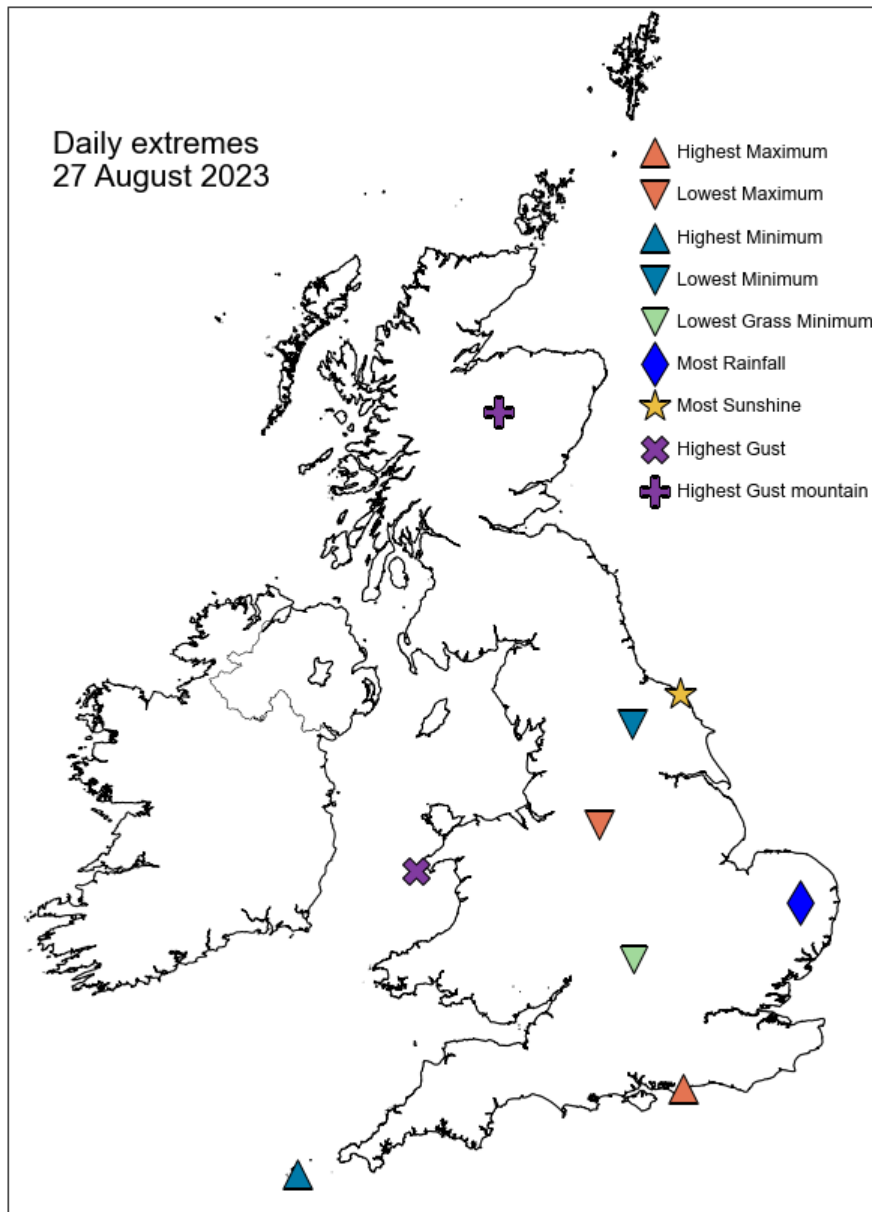 Daily extremes
27 August 2023
Highest Maximum
Lowest Maximum
Highest Minimum
Lowest Minimum
Lowest Grass Minimum
Most Rainfall
Most Sunshine
Highest Gust
Highest Gust mountain